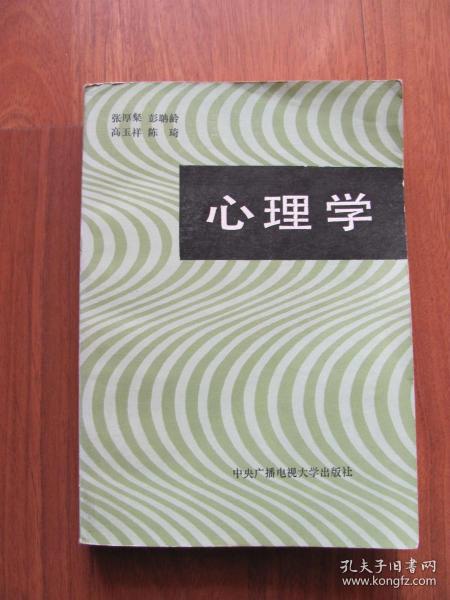 张厚粲 彭聃龄
高玉祥 陈 琦
心理学
中央广播电视大学出版社
孔夫子旧书网
www.kongfz.com